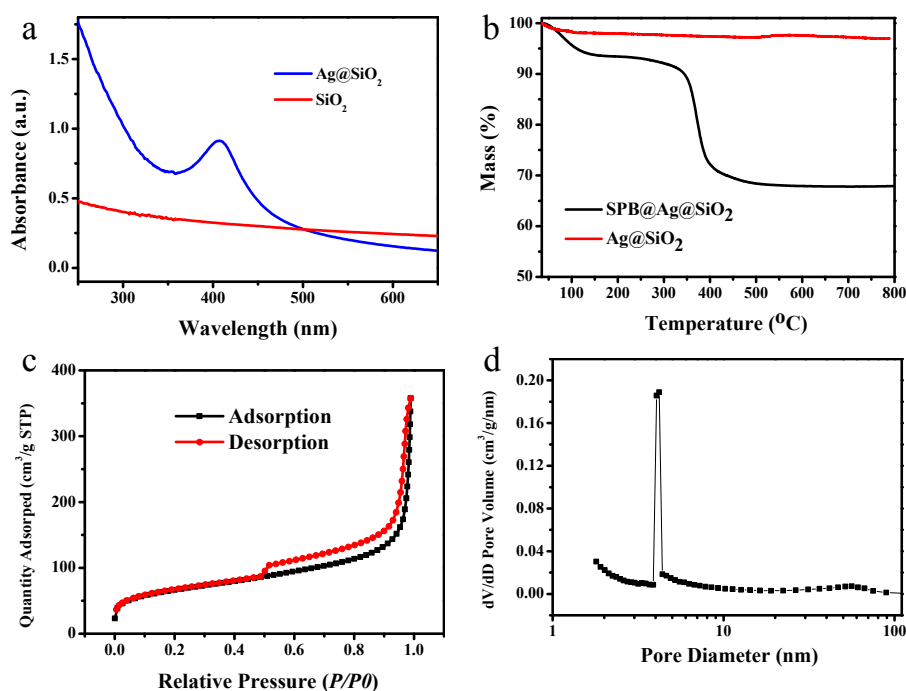 a
Ag@SiO2
SiO2
Absorbance (a.u.)
1.5
1.0
0.5
0.0
300
400
500
600
Wavelength (nm)
b
100
90
80
70
60
50
Mass (%)
SPB@Ag@SiO2
Ag@SiO2
100
200
300
400
500
600
700
800
Temperature (°C)
c
400
300
200
100
0
Quantity Adsorped (cm3/g STP)
Adsorption
Desorption
0.0
0.2
0.4
0.6
0.8
1.0
Relative Pressure (P/P0)
d
0.20
0.16
0.12
0.08
0.04
0.00
dV/dD Pore Volume (cm3/g/nm)
1
10
100
Pore Diameter (nm)